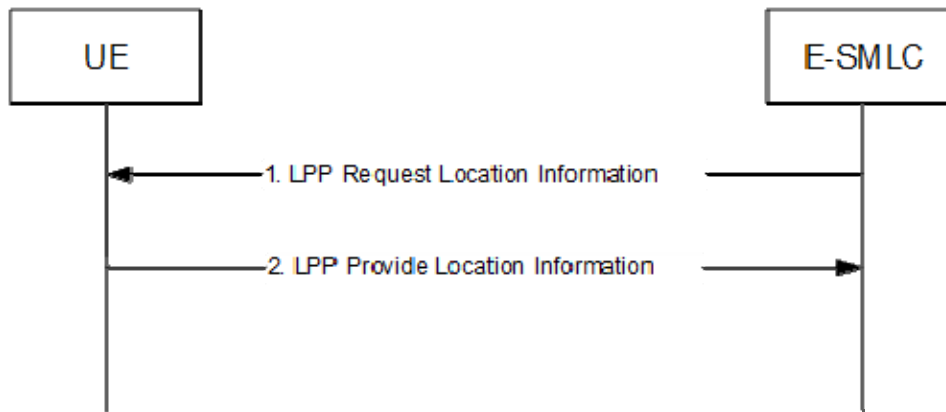 UE
E-SMLC
1. LPP Request Location Information
2. LPP Provide Location Information